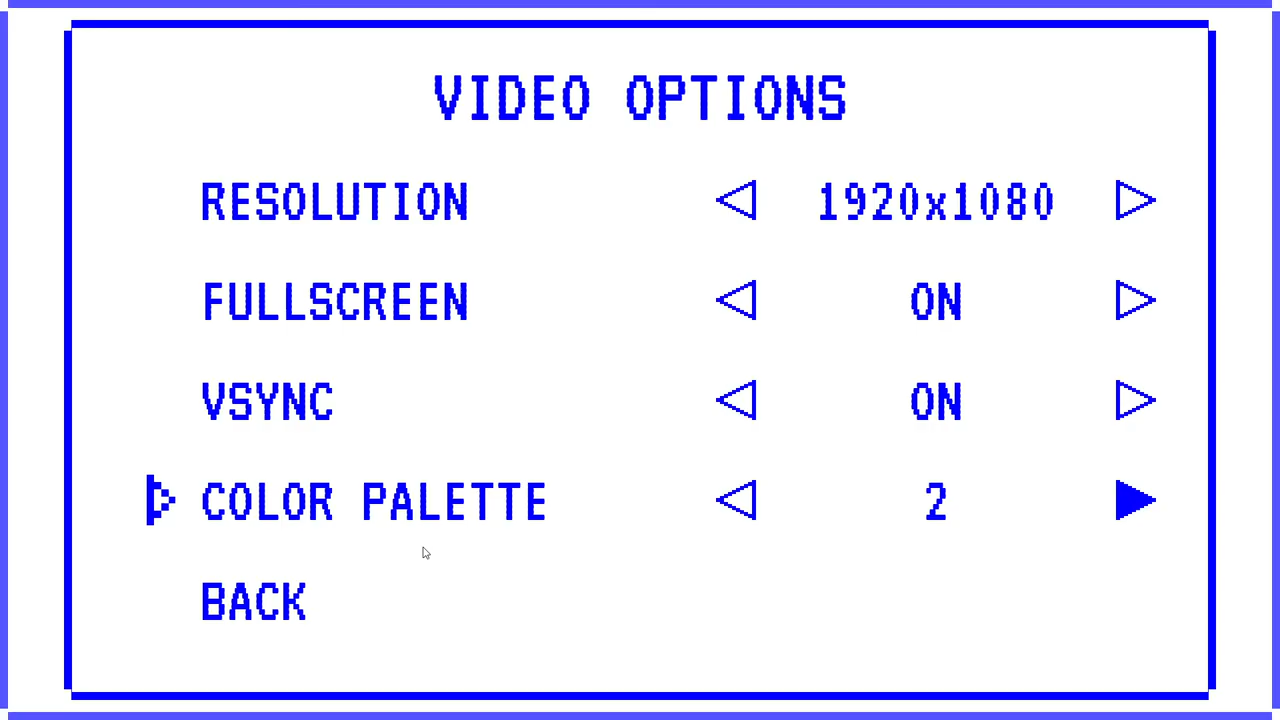 VIDEO OPTIONS
RESOLUTION 1920x1080
FULLSCREEN ON
VSYNC ON
COLOR PALETTE 2
BACK